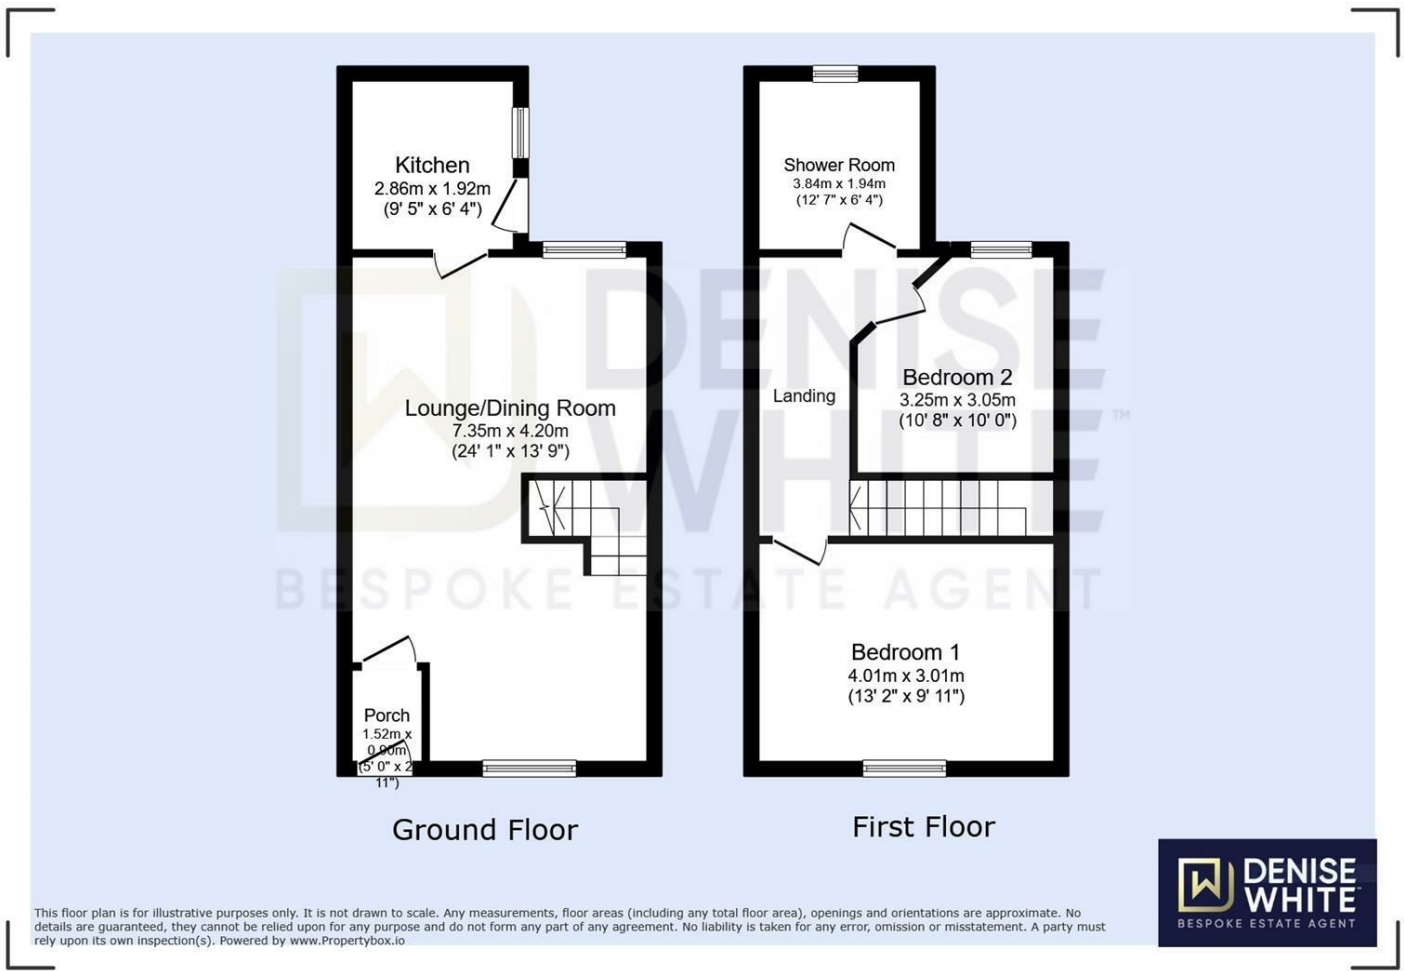 Kitchen
2.86m x 1.92m
(9' 5" x 6' 4")
Lounge/Dining Room
7.35m x 4.20m
(24' 1" x 13' 9")
Porch
1.52m x
0.90m
(5' 0" x 2'
11")
Ground Floor
Shower Room
3.84m x 1.94m
(12' 7" x 6' 4")
Landing
Bedroom 2
3.25m x 3.05m
(10' 8" x 10' 0")
Bedroom 1
4.01m x 3.01m
(13' 2" x 9' 11")
First Floor
DENISE
WHITE™
BESPOKE ESTATE AGENT
This floor plan is for illustrative purposes only. It is not drawn to scale. Any measurements, floor areas (including any total floor area), openings and orientations are approximate. No
details are guaranteed, they cannot be relied upon for any purpose and do not form any part of any agreement. No liability is taken for any error, omission or misstatement. A party must
rely upon its own inspection(s). Powered by www.Propertybox.io
DENISE
WHITE™
BESPOKE ESTATE AGENT